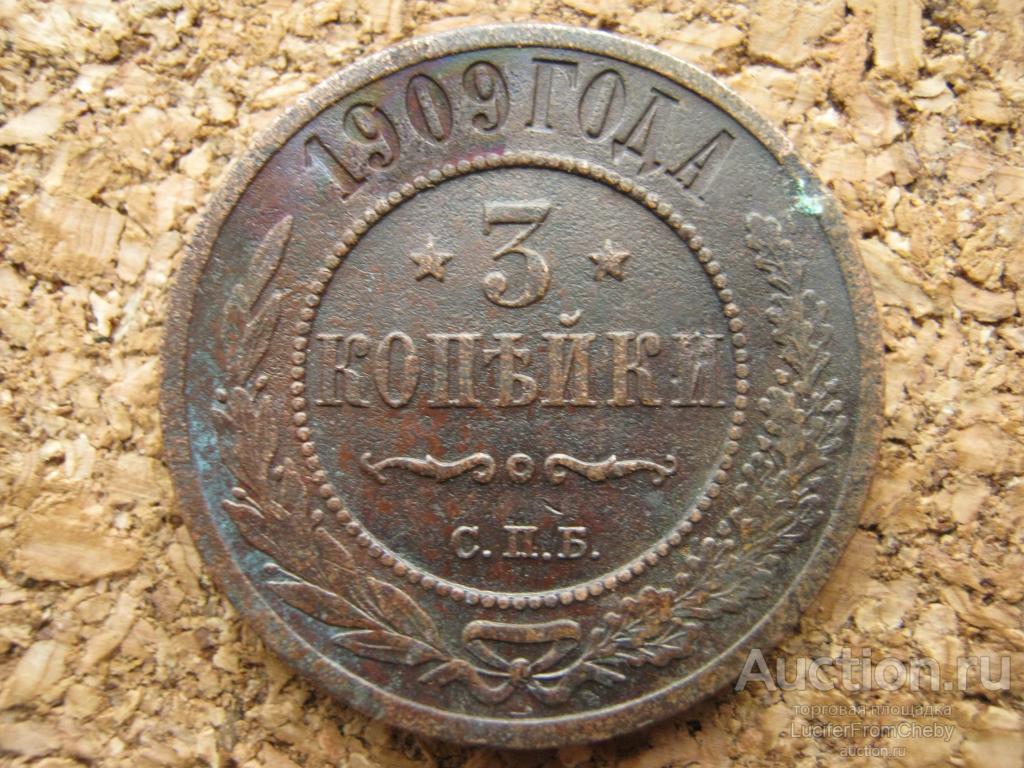 1909 ГОДА
3
КОПѢЙКИ
С.П.Б.
Auction.ru
торговая площадка
LuciferFromCheby
auction.ru